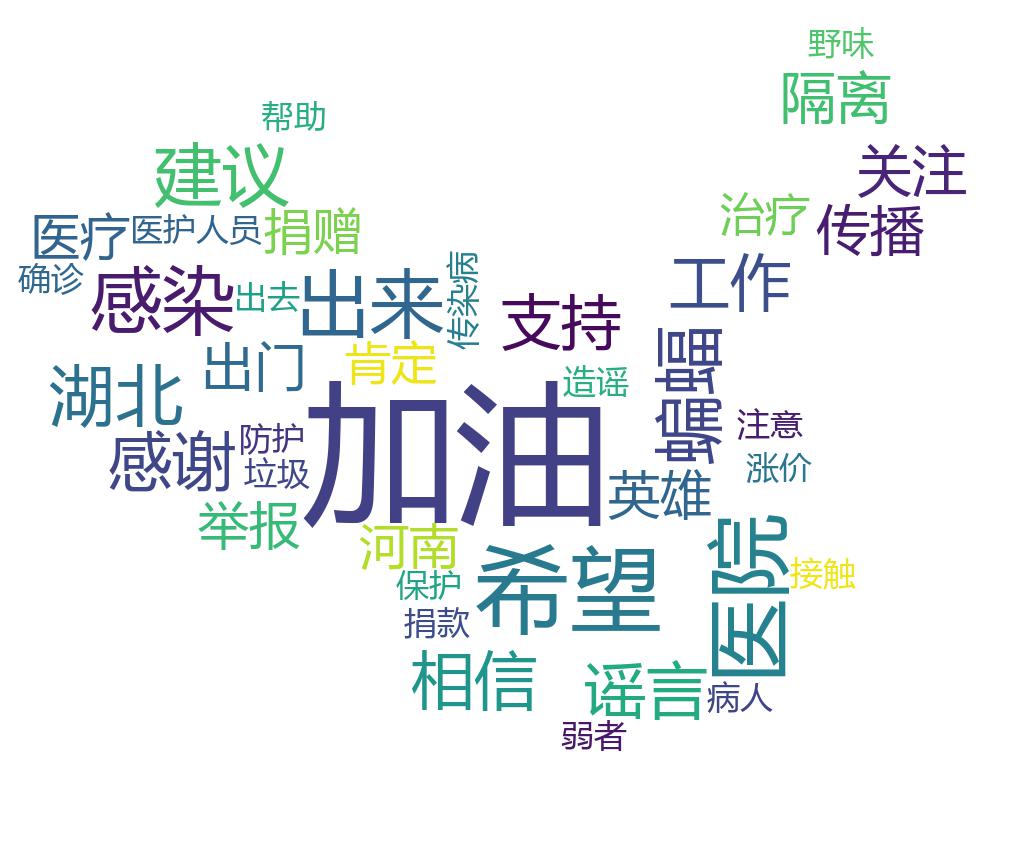 野味
隔离
帮助
建议
关注
治疗
传播
医疗
医护人员
捐赠
确诊
感染
出去
出来
传染病
支持
工作
出门
肯定
造谣
蝙蝠
湖北
加油
注意
感谢
防护
垃圾
涨价
英雄
举报
河南
保护
捐款
希望
医院
接触
相信
谣言
病人
弱者